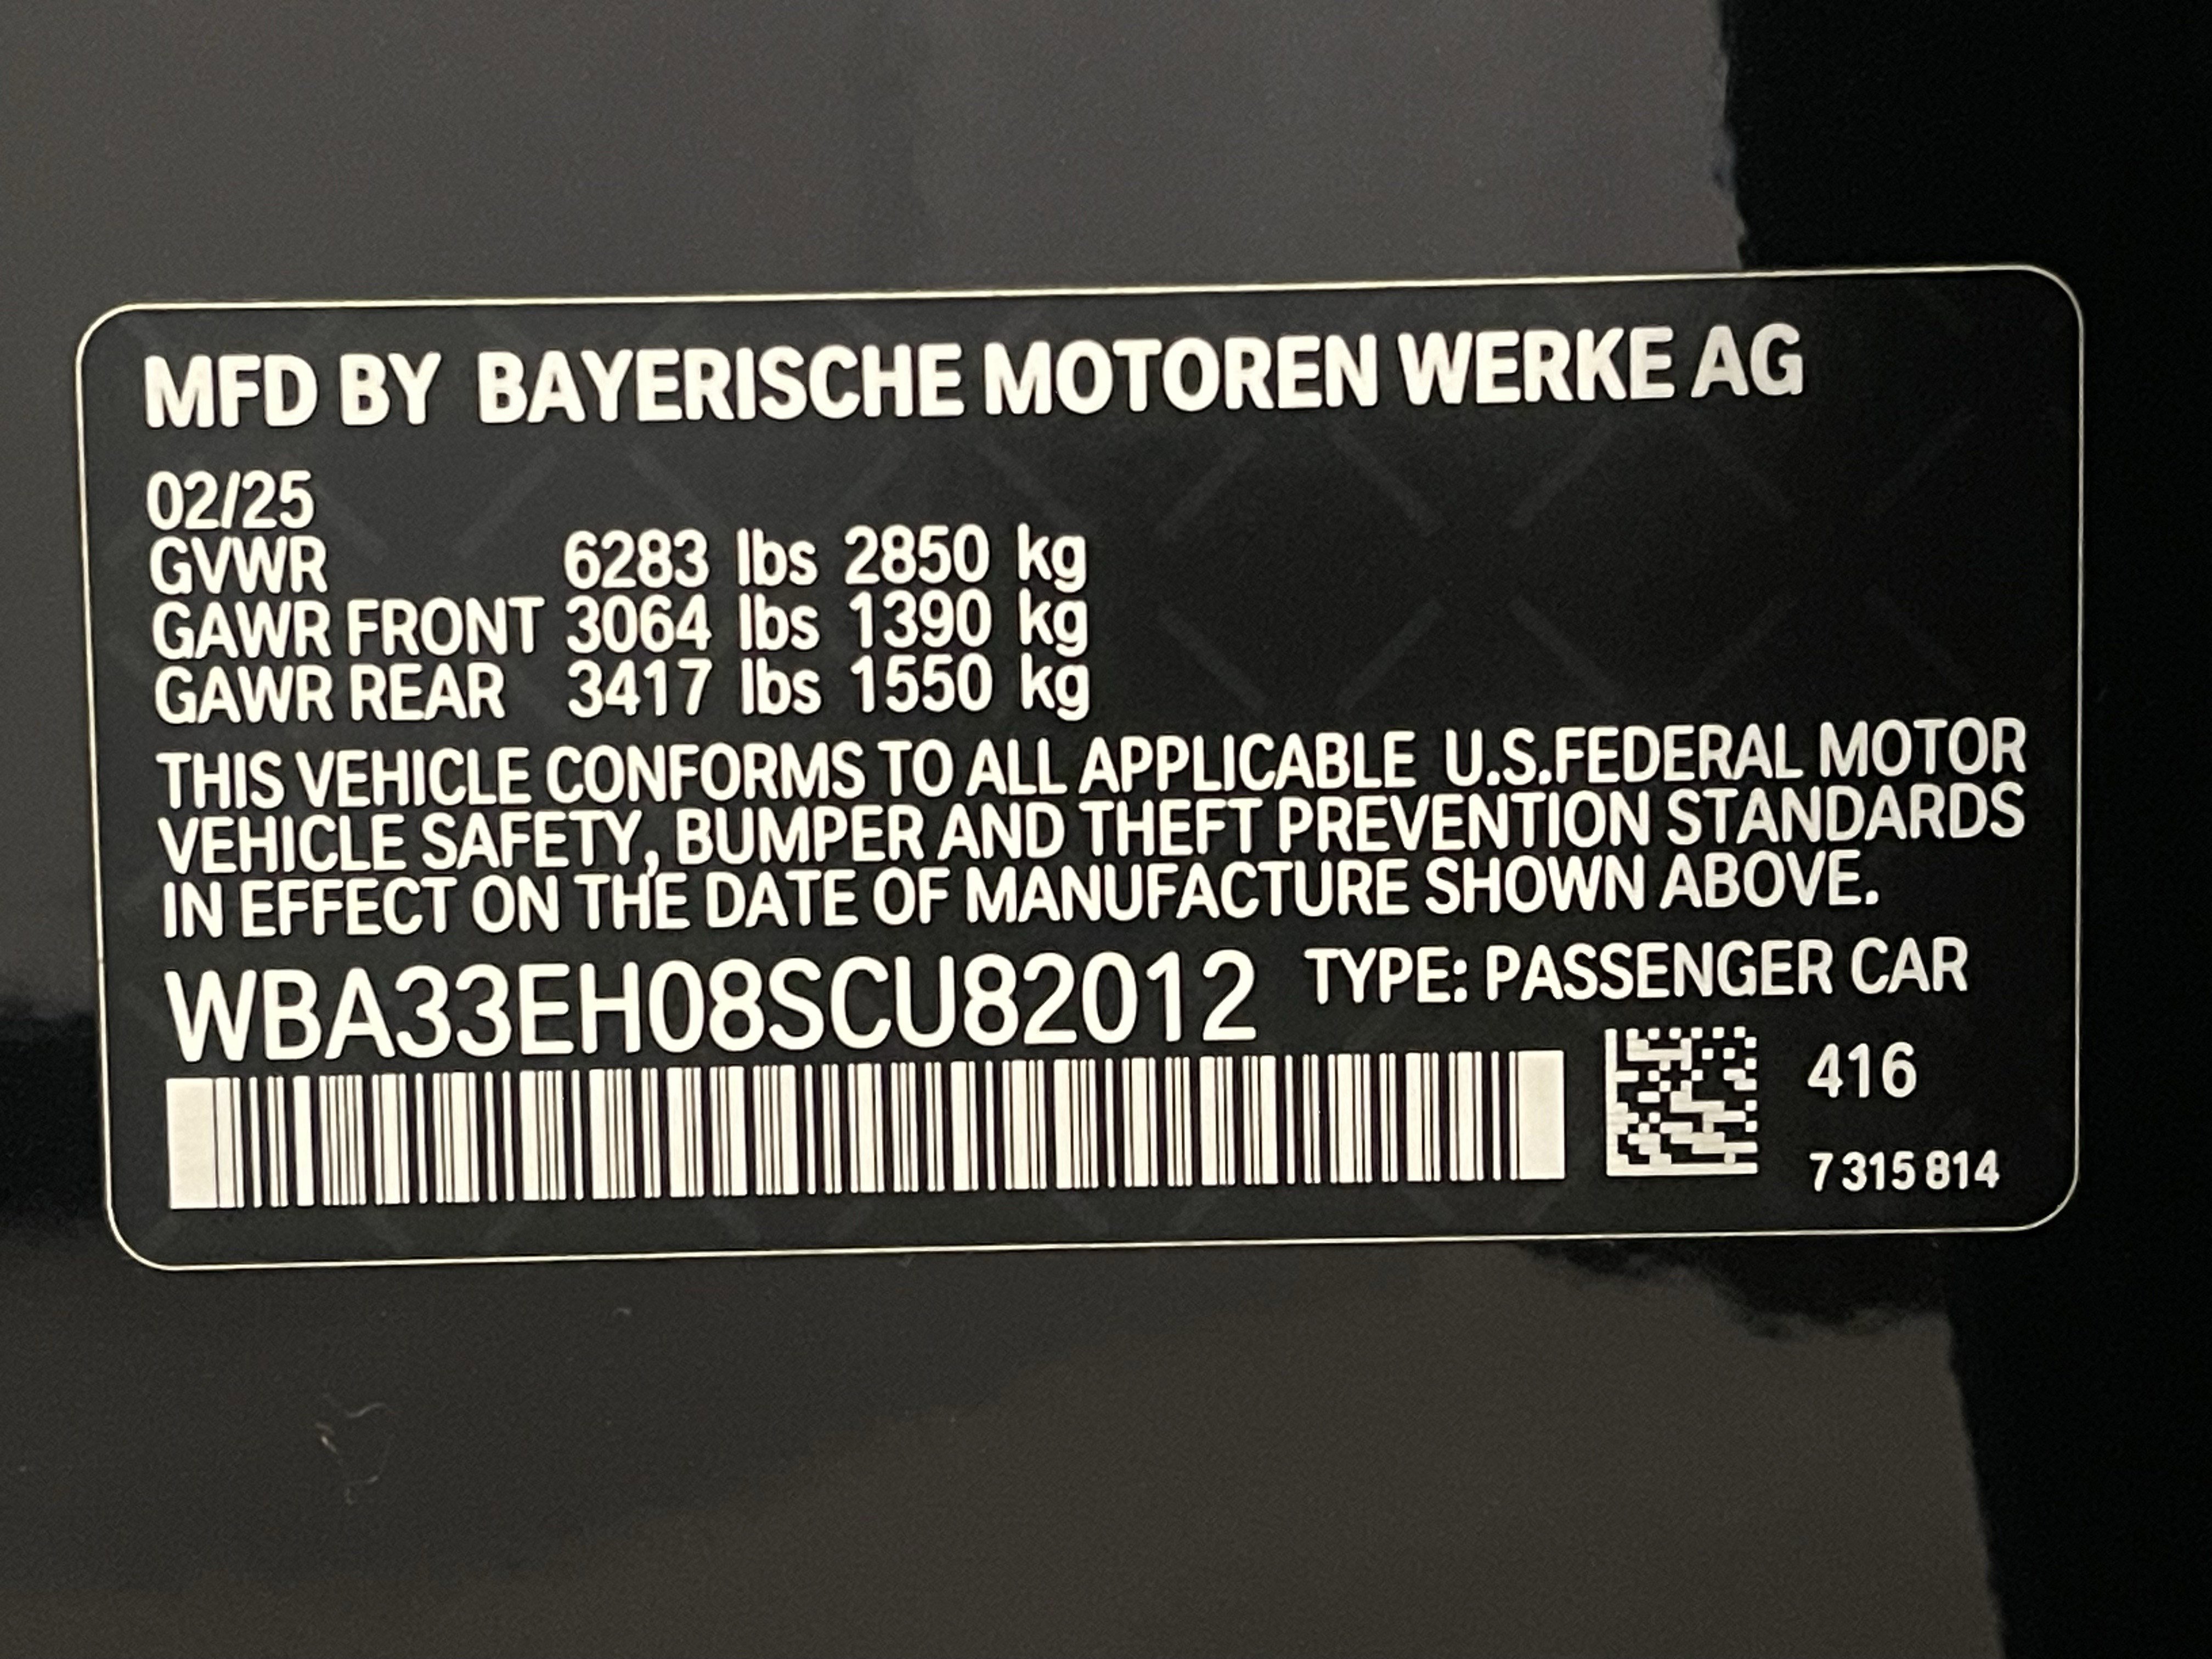 MFD BY BAYERISCHE MOTOREN WERKE AG
02/25
GVWR 6283 lbs 2850 kg
GAWR FRONT 3064 lbs 1390 kg
GAWR REAR 3417 lbs 1550 kg
THIS VEHICLE CONFORMS TO ALL APPLICABLE U.S.FEDERAL MOTOR
VEHICLE SAFETY, BUMPER AND THEFT PREVENTION STANDARDS
IN EFFECT ON THE DATE OF MANUFACTURE SHOWN ABOVE.
WBA33EH08SCU82012 TYPE: PASSENGER CAR
416
7 315 814